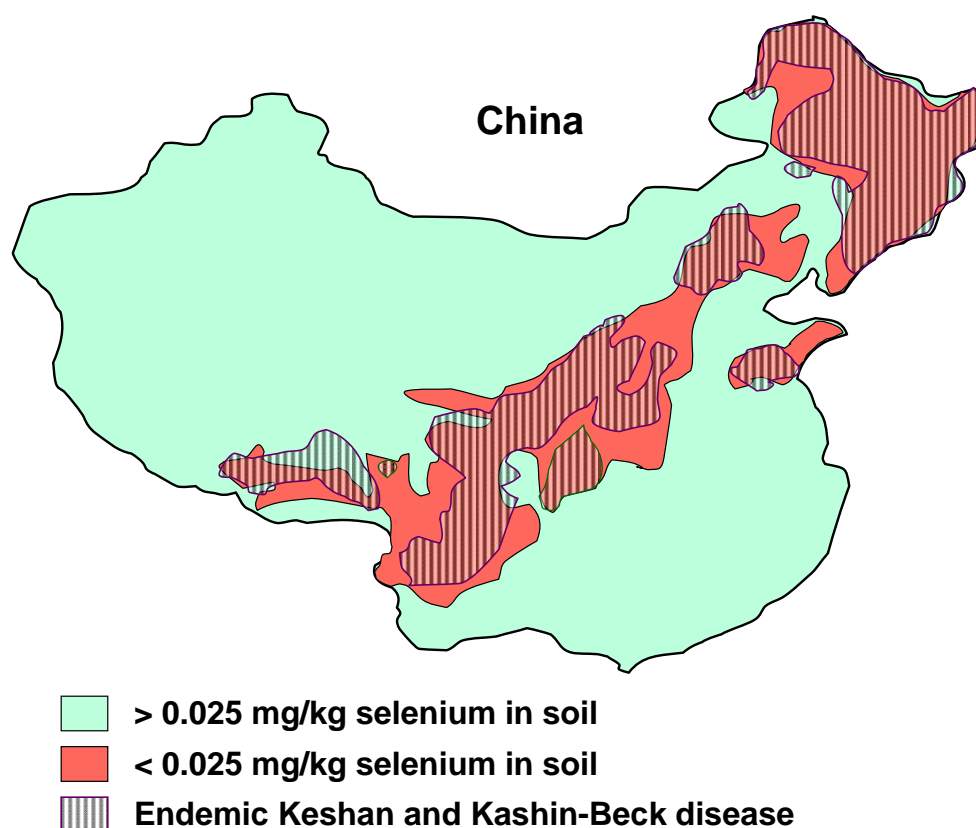 China
> 0.025 mg/kg selenium in soil
< 0.025 mg/kg selenium in soil
Endemic Keshan and Kashin-Beck disease